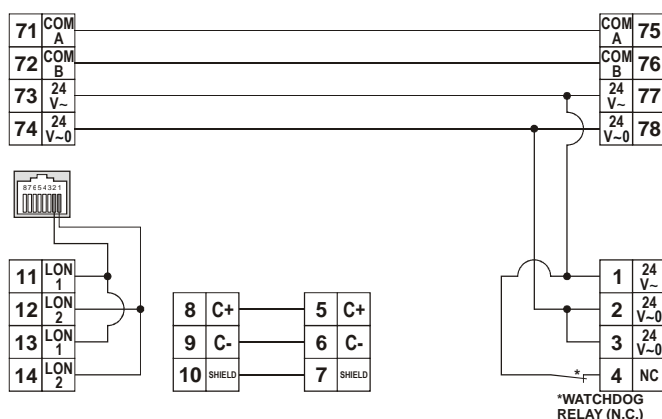 71 COM A
COM A 75
72 COM B
COM B 76
73 24 V~
24 V~ 77
74 24 V~0
24 V~0 78
87654321
11 LON 1
12 LON 2
13 LON 1
14 LON 2
8 C+
5 C+
9 C-
6 C-
10 SHIELD
7 SHIELD
1 24 V~
2 24 V~0
3 24 V~0
* 4 NC
*WATCHDOG
RELAY (N.C.)